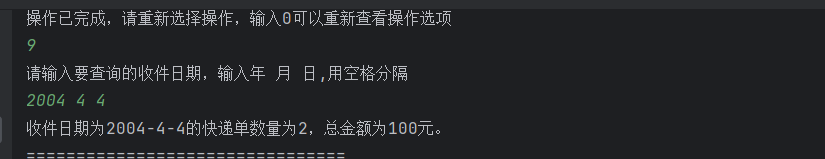 操作已完成，请重新选择操作，输入0可以重新查看操作选项
9
请输入要查询的收件日期，输入年 月 日,用空格分隔
2004 4 4
收件日期为2004-4-4的快递单数量为2，总金额为100元。
================================